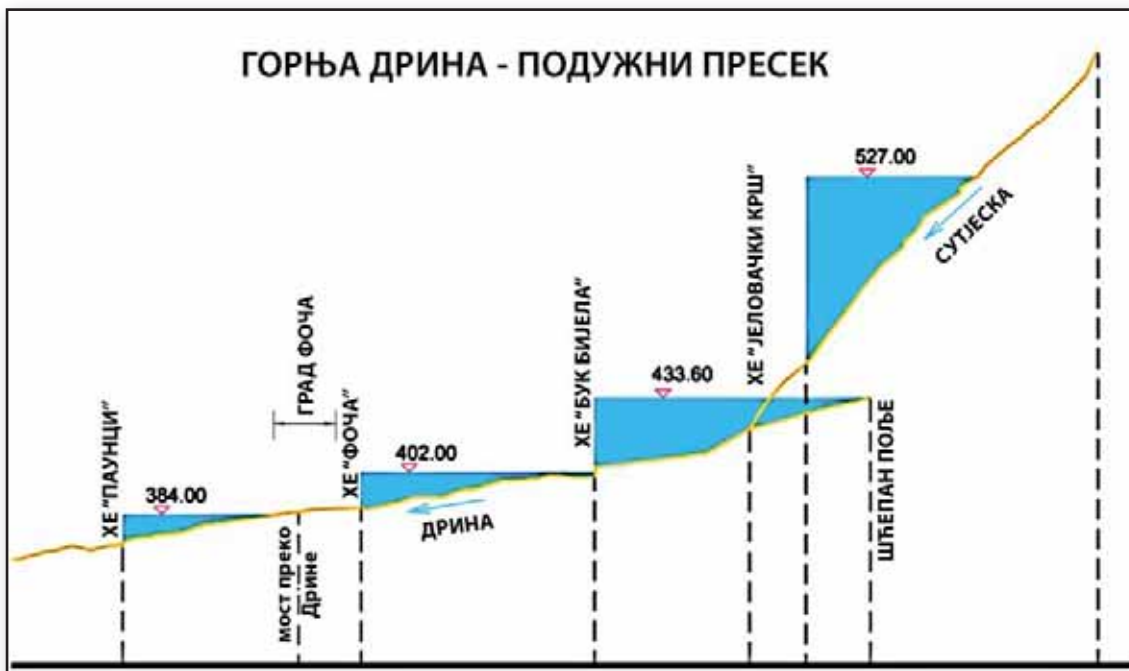 ГОРЊА ДРИНА - ПОДУЖНИ ПРЕСЕК
527.00
СУТЈЕСКА
ХЕ "ЈЕЛОВАЧКИ КРШ"
ХЕ "БУК БИЈЕЛА"
433.60
ШЋЕПАН ПОЉЕ
ГРАД ФОЧА
ХЕ "ФОЧА"
402.00
ДРИНА
ХЕ "ПАУНЦИ"
384.00
мост преко
Дрине